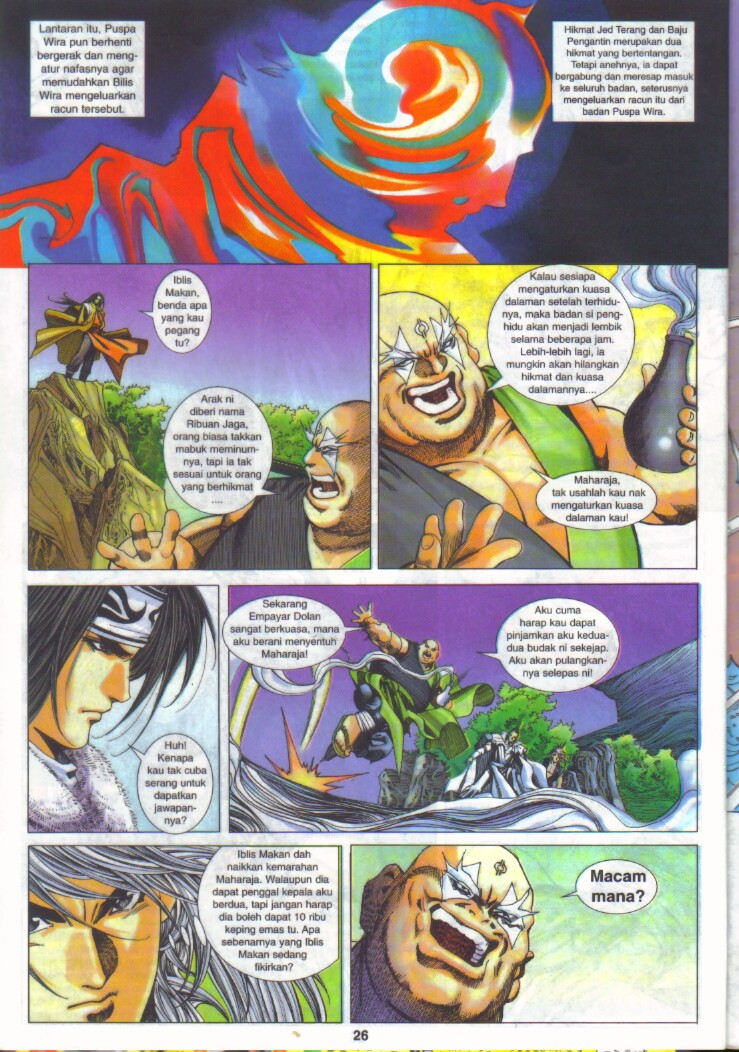 Lantaran itu, Puspa
Wira pun berhenti
bergerak dan meng-
atur nafasnya agar
memudahkan Bilis
Wira mengeluarkan
racun tersebut.
Hikmat Jed Terang dan Baju
Pengantin merupakan dua
hikmat yang bertentangan.
Tetapi anehnya, ia dapat
bergabung dan meresap masuk
ke seluruh badan, seterusnya
mengeluarkan racun itu dari
badan Puspa Wira.
Iblis
Makan,
benda apa
yang kau
pegang
tu?
Arak ni
diberi nama
Ribuan Jaga,
orang biasa takkan
mabuk meminum-
nya, tapi ia tak
sesuai untuk orang
yang berhikmat
....
Kalau sesiapa
mengaturkan kuasa
dalaman setelah terhidu-
nya, maka badan si peng-
hidu akan menjadi lembik
selama beberapa jam.
Lebih-lebih lagi, ia
mungkin akan hilangkan
hikmat dan kuasa
dalamannya....
Maharaja,
tak usahlah kau nak
mengaturkan kuasa
dalaman kau!
Huh!
Kenapa
kau tak cuba
serang untuk
dapatkan
jawapan-
nya?
Sekarang
Empayar Dolan
sangat berkuasa, mana
aku berani menyentuh
Maharaja!
Aku cuma
harap kau dapat
pinjamkan aku kedua-
dua budak ni sekejap.
Aku akan pulangkan-
nya selepas ni!
Iblis Makan dah
naikkan kemarahan
Maharaja. Walaupun dia
dapat penggal kepala aku
berdua, tapi jangan harap
dia boleh dapat 10 ribu
keping emas tu. Apa
sebenarnya yang Iblis
Makan sedang
fikirkan?
Macam
mana?
26